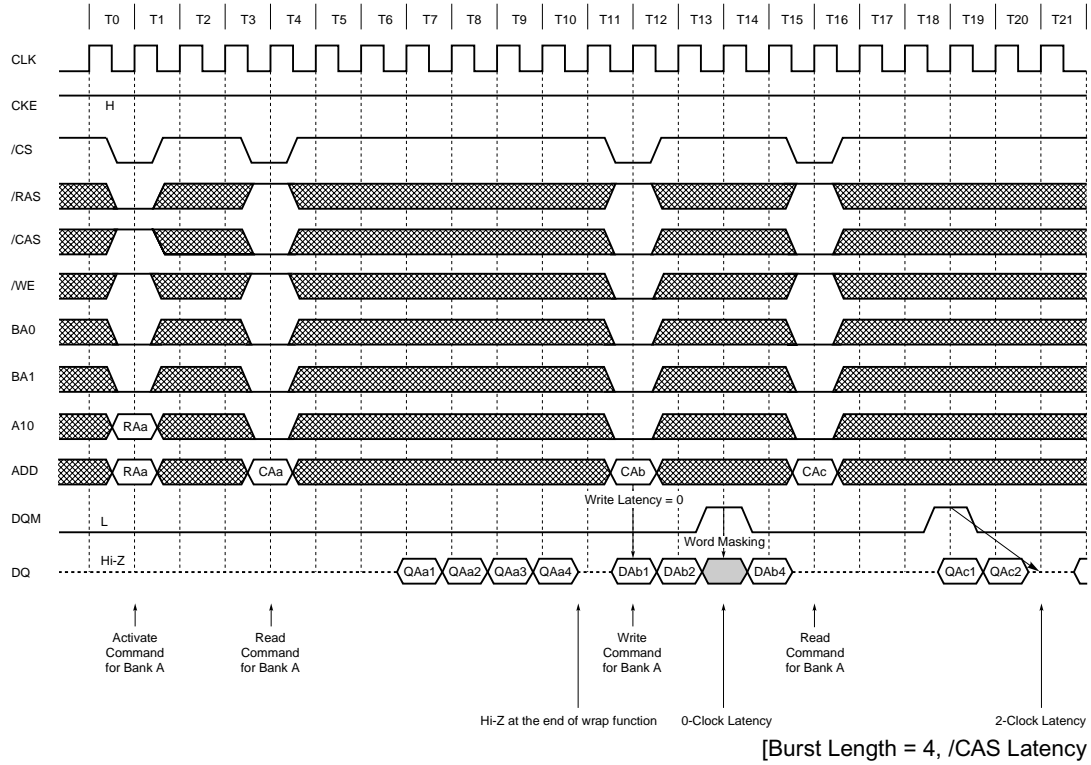 T0 T1 T2 T3 T4 T5 T6 T7 T8 T9 T10 T11 T12 T13 T14 T15 T16 T17 T18 T19 T20 T21
CLK
CKE H
/CS
/RAS
/CAS
/WE
BA0
BA1
A10 RAa
ADD RAa CAa CAb CAc
Write Latency = 0
DQM L
Word Masking
Hi-Z
DQ QAa1 QAa2 QAa3 QAa4 DAb1 DAb2 DAb4 QAc1 QAc2
Activate Command for Bank A
Read Command for Bank A
Write Command for Bank A
Read Command for Bank A
Hi-Z at the end of wrap function 0-Clock Latency 2-Clock Latency
[Burst Length = 4, /CAS Latency